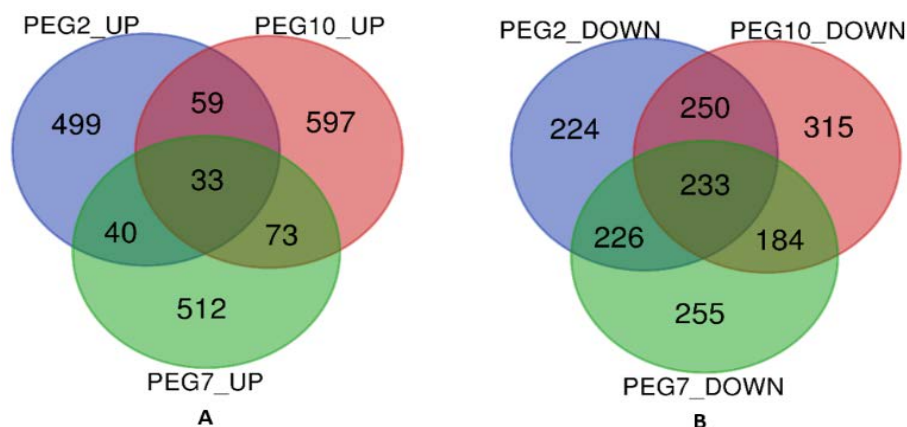 PEG2_UP
PEG10_UP
499
59
597
33
40
73
512
PEG7_UP
A
PEG2_DOWN
PEG10_DOWN
224
250
315
233
226
184
255
PEG7_DOWN
B